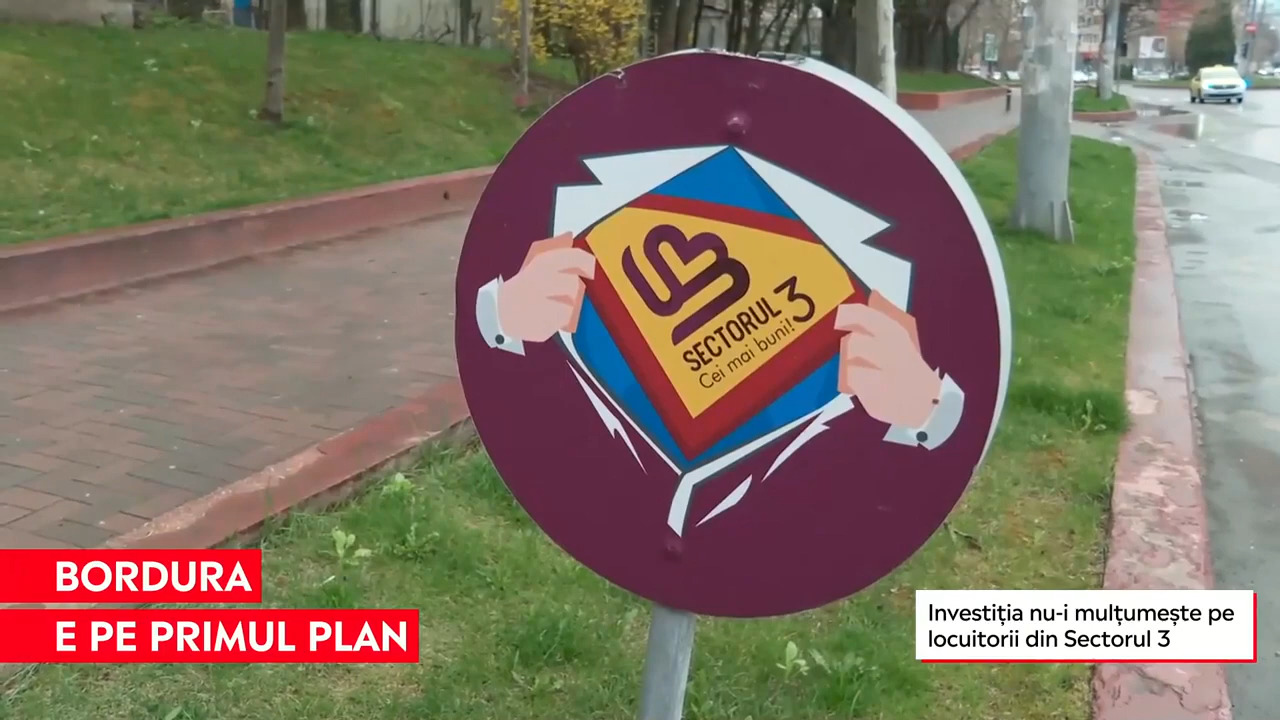 SECTORUL 3
Cei mai buni!
BORDURA
E PE PRIMUL PLAN
Investiția nu-i mulțumește pe
locuitorii din Sectorul 3